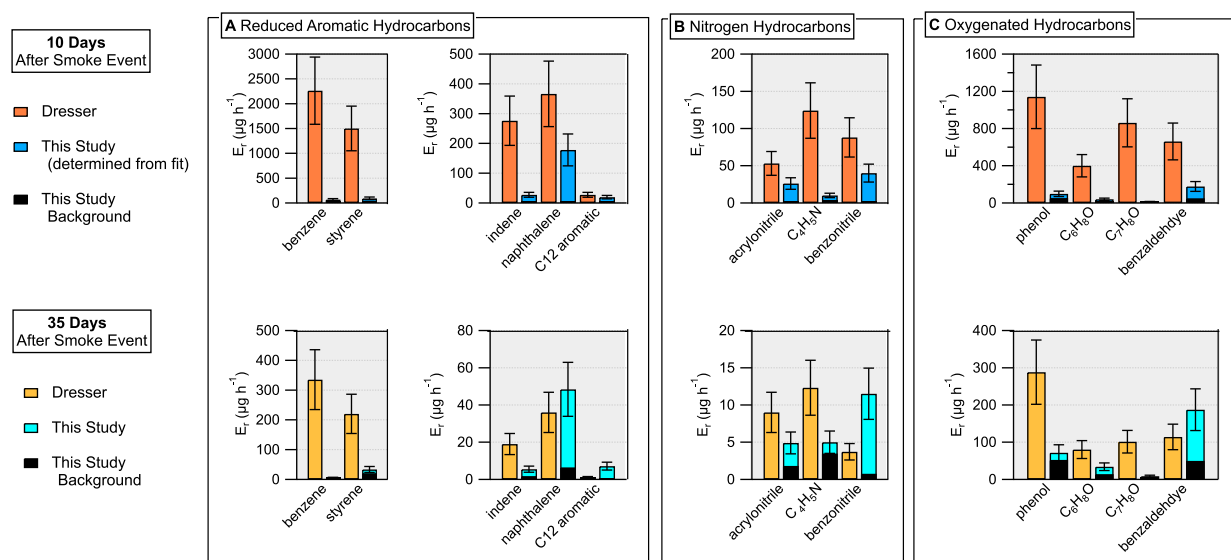 10 Days
After Smoke Event
Dresser
This Study
(determined from fit)
This Study
Background
35 Days
After Smoke Event
Dresser
This Study
This Study
Background
A Reduced Aromatic Hydrocarbons
Er (µg h⁻¹)
3000
2500
2000
1500
1000
500
0
benzene
styrene
Er (µg h⁻¹)
500
400
300
200
100
0
indene
naphthalene
C12 aromatic
Er (µg h⁻¹)
500
400
300
200
100
0
benzene
styrene
Er (µg h⁻¹)
80
60
40
20
0
indene
naphthalene
C12 aromatic
B Nitrogen Hydrocarbons
Er (µg h⁻¹)
200
150
100
50
0
acrylonitrile
C₄H₅N
benzonitrile
Er (µg h⁻¹)
20
15
10
5
0
acrylonitrile
C₄H₅N
benzonitrile
C Oxygenated Hydrocarbons
Er (µg h⁻¹)
1600
1200
800
400
0
phenol
C₆H₈O
C₇H₈O
benzaldehdye
Er (µg h⁻¹)
400
300
200
100
0
phenol
C₆H₈O
C₇H₈O
benzaldehdye